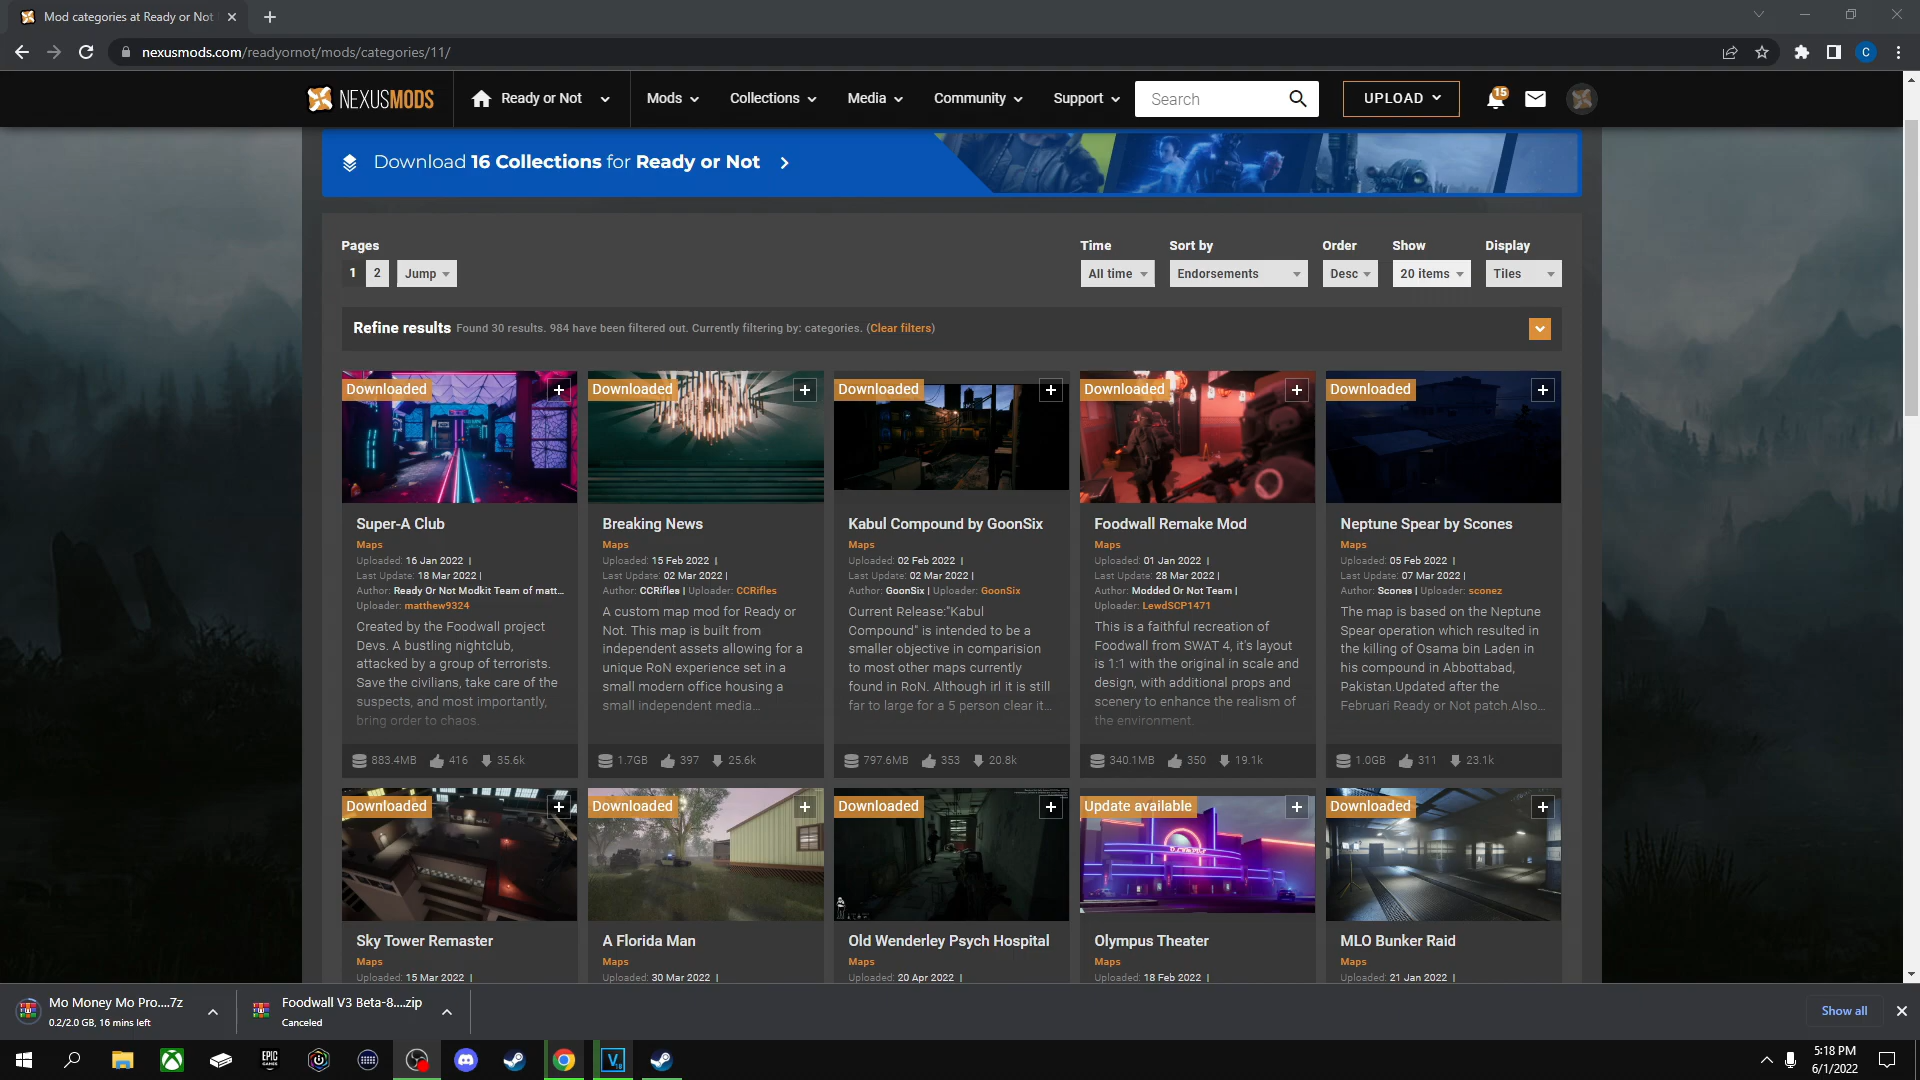 Mod categories at Ready or Not
nexusmods.com/readyornot/mods/categories/11/
C
NEXUSMODS
Ready or Not
Mods
Collections
Media
Community
Support
Search
UPLOAD
15
Download 16 Collections for Ready or Not
Pages
1
2
Jump
Time
All time
Sort by
Endorsements
Order
Desc
Show
20 items
Display
Tiles
Refine results Found 30 results. 984 have been filtered out. Currently filtering by: categories. (Clear filters)
Downloaded
Super-A Club
Maps
Uploaded: 16 Jan 2022 |
Last Update: 18 Mar 2022 |
Author: Ready Or Not Modkit Team of matt...
Uploader: matthew9324
Created by the Foodwall project
Devs. A bustling nightclub,
attacked by a group of terrorists.
Save the civilians, take care of the
suspects, and most importantly,
bring order to chaos.
883.4MB 416 35.6k
Downloaded
Breaking News
Maps
Uploaded: 15 Feb 2022 |
Last Update: 02 Mar 2022 |
Author: CCRifles | Uploader: CCRifles
A custom map mod for Ready or
Not. This map is built from
independent assets allowing for a
unique RoN experience set in a
small modern office housing a
small independent media...
1.7GB 397 25.6k
Downloaded
Kabul Compound by GoonSix
Maps
Uploaded: 02 Feb 2022 |
Last Update: 02 Mar 2022 |
Author: GoonSix | Uploader: GoonSix
Current Release:"Kabul
Compound" is intended to be a
smaller objective in comparision
to most other maps currently
found in RoN. Although irl it is still
far to large for a 5 person clear it...
797.6MB 353 20.8k
Downloaded
Foodwall Remake Mod
Maps
Uploaded: 01 Jan 2022 |
Last Update: 28 Mar 2022 |
Author: Modded Or Not Team |
Uploader: LewdSCP1471
This is a faithful recreation of
Foodwall from SWAT 4, it's layout
is 1:1 with the original in scale and
design, with additional props and
scenery to enhance the realism of
the environment.
340.1MB 350 19.1k
Downloaded
Neptune Spear by Scones
Maps
Uploaded: 05 Feb 2022 |
Last Update: 07 Mar 2022 |
Author: Scones | Uploader: sconez
The map is based on the Neptune
Spear operation which resulted in
the killing of Osama bin Laden in
his compound in Abbottabad,
Pakistan.Updated after the
Februari Ready or Not patch.Also...
1.0GB 311 23.1k
Downloaded
Sky Tower Remaster
Maps
Uploaded: 15 Mar 2022 |
Downloaded
A Florida Man
Maps
Uploaded: 30 Mar 2022 |
Downloaded
Old Wenderley Psych Hospital
Maps
Uploaded: 20 Apr 2022 |
Update available
Olympus Theater
Maps
Uploaded: 18 Feb 2022 |
Downloaded
MLO Bunker Raid
Maps
Uploaded: 21 Jan 2022 |
Mo Money Mo Pro....7z
0.2/2.0 GB, 16 mins left
Foodwall V3 Beta-8....zip
Canceled
Show all
EPIC
GAMES
V
5:18 PM
6/1/2022